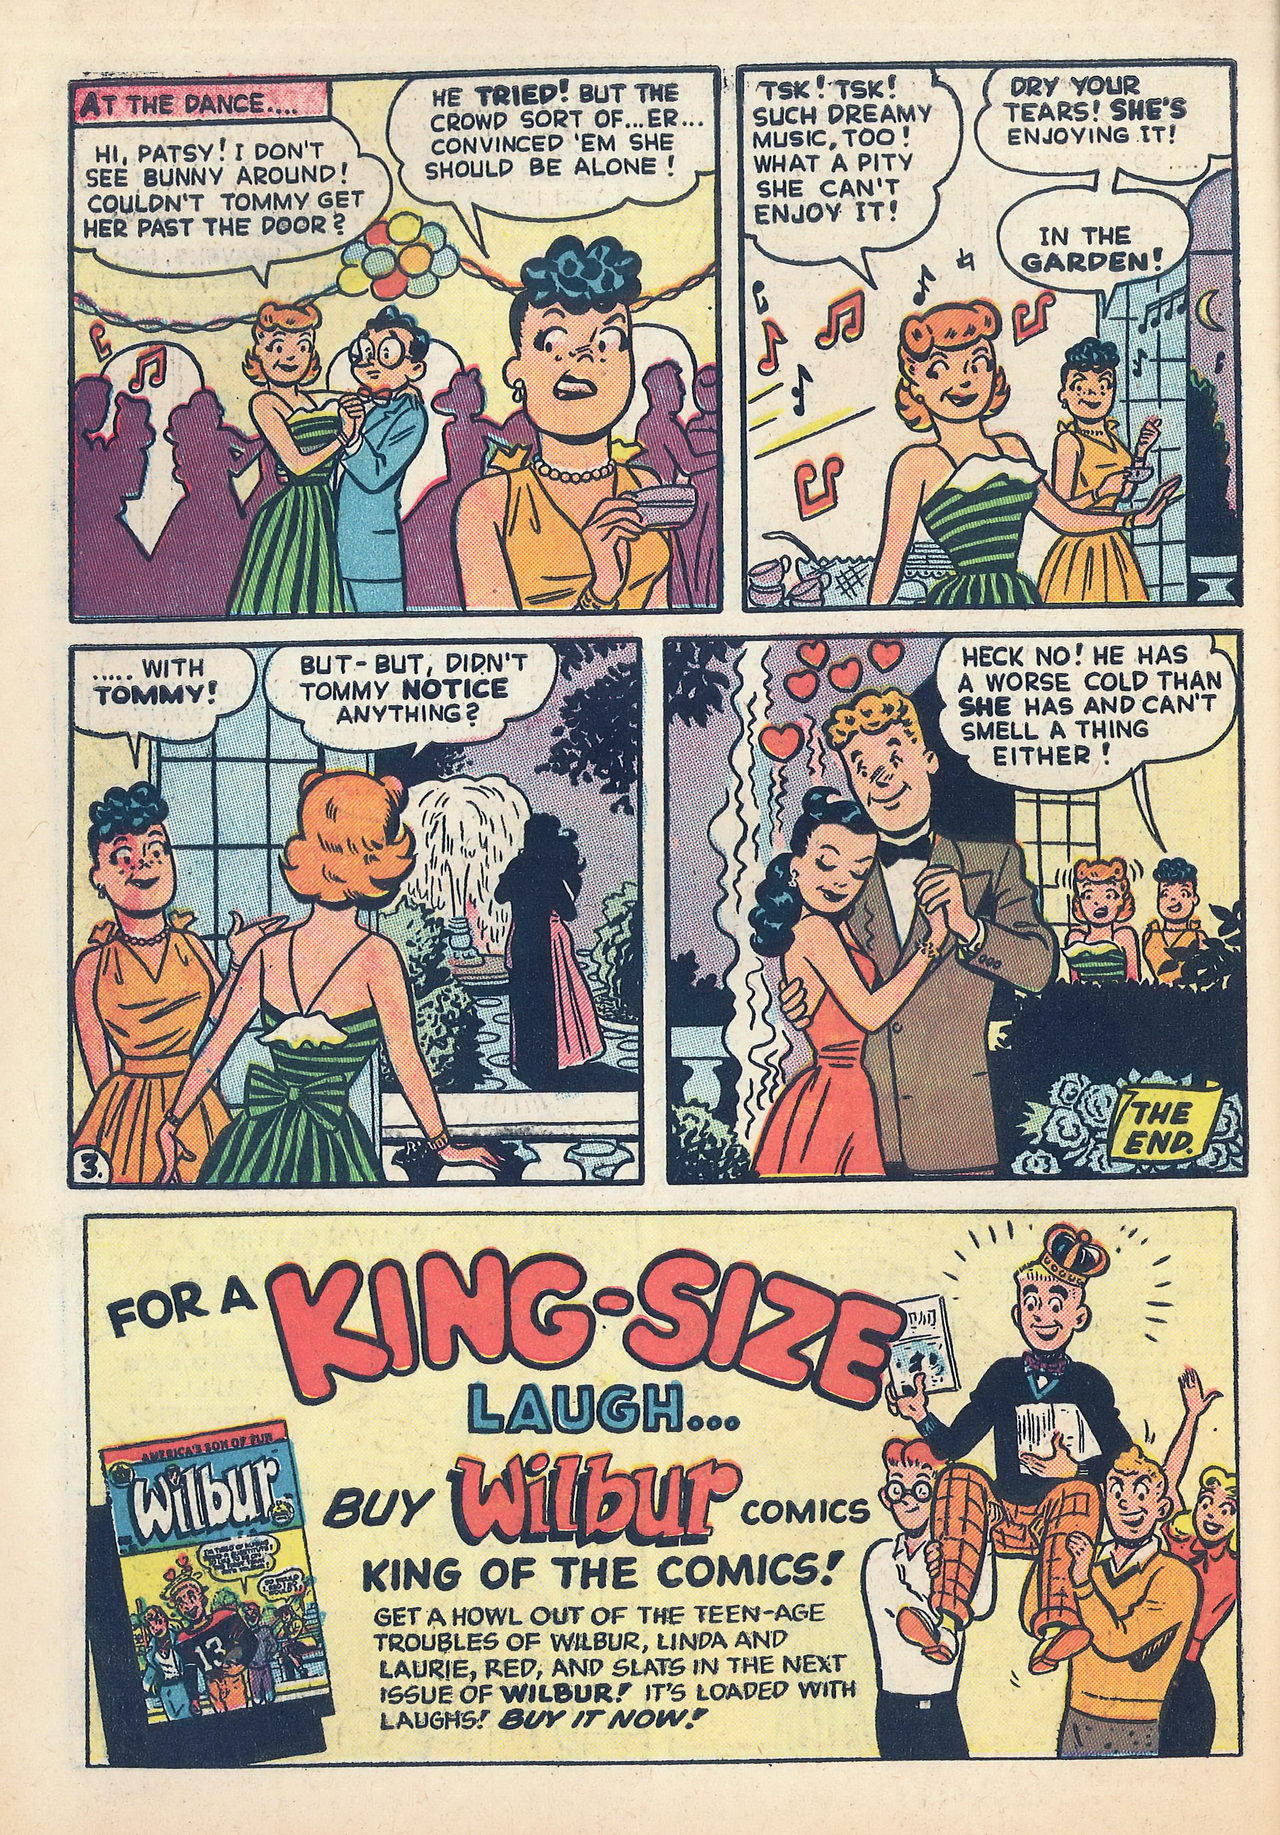 AT THE DANCE....
HI, PATSY! I DON'T
SEE BUNNY AROUND!
COULDN'T TOMMY GET
HER PAST THE DOOR?
HE TRIED! BUT THE
CROWD SORT OF...ER...
CONVINCED 'EM SHE
SHOULD BE ALONE!
TSK! TSK!
SUCH DREAMY
MUSIC, TOO!
WHAT A PITY
SHE CAN'T
ENJOY IT!
DRY YOUR
TEARS! SHE'S
ENJOYING IT!
IN THE
GARDEN!
..... WITH
TOMMY!
BUT-BUT, DIDN'T
TOMMY NOTICE
ANYTHING?
3.
HECK NO! HE HAS
A WORSE COLD THAN
SHE HAS AND CAN'T
SMELL A THING
EITHER!
THE
END.
FOR A KING-SIZE
LAUGH...
BUY Wilbur COMICS
KING OF THE COMICS!
GET A HOWL OUT OF THE TEEN-AGE
TROUBLES OF WILBUR, LINDA AND
LAURIE, RED, AND SLATS IN THE NEXT
ISSUE OF WILBUR! IT'S LOADED WITH
LAUGHS! BUY IT NOW!
AMERICA'S SON OF FUN
Wilbur
13